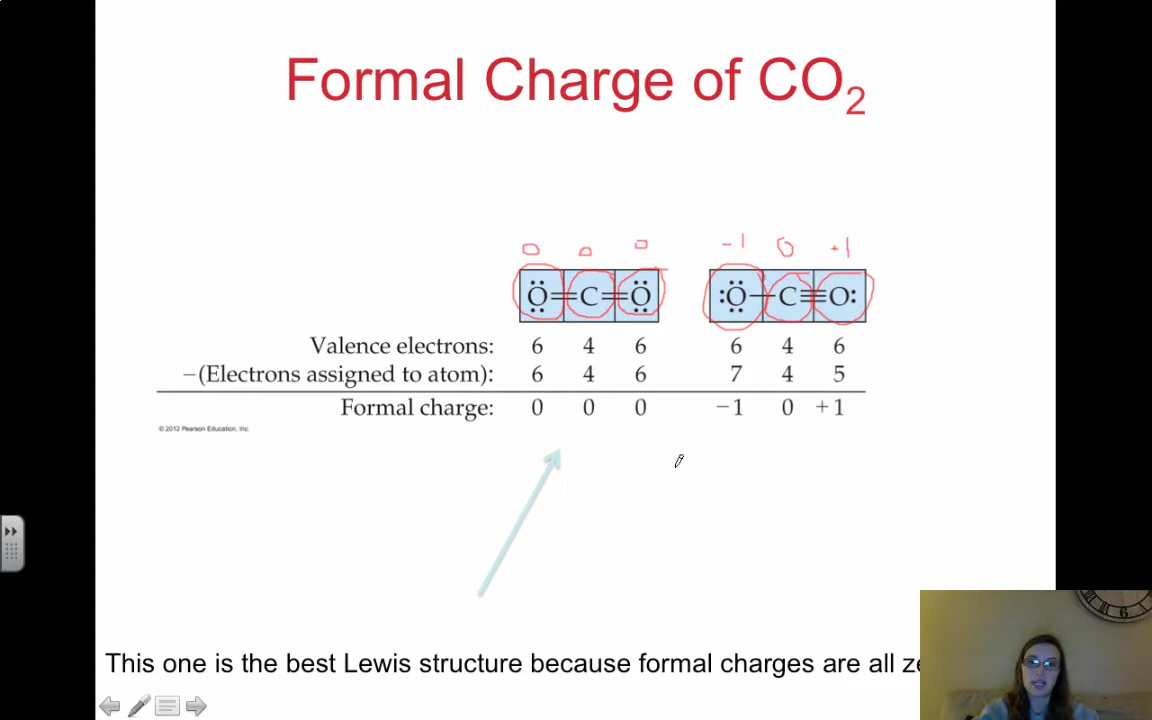 Formal Charge of CO₂
0 0 0 -1 0 +1
:Ö—C≡O:
Valence electrons: 6 4 6 6 4 6
−(Electrons assigned to atom): 6 4 6 7 4 5
Formal charge: 0 0 0 −1 0 +1
© 2012 Pearson Education, Inc.
This one is the best Lewis structure because formal charges are all